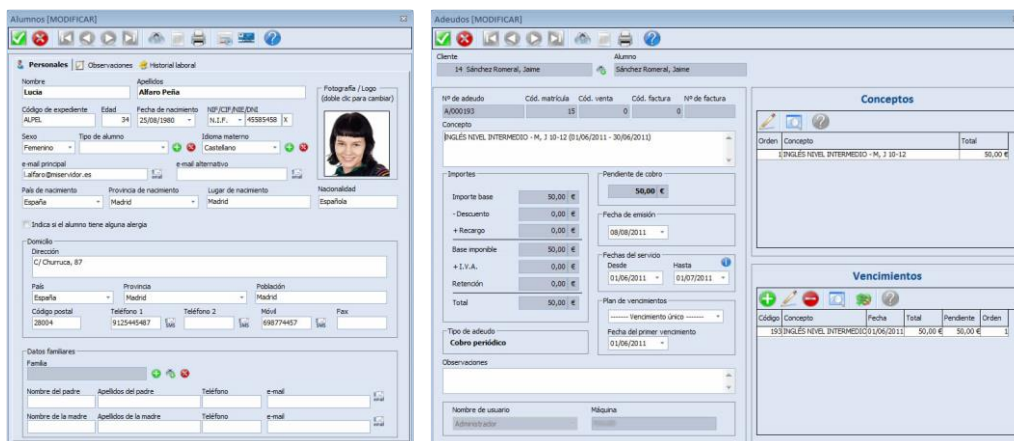 Alumnos [MODIFICAR]
Personales Observaciones Historial laboral
Nombre Apellidos
Lucia Alfaro Peña
Fotografía / Logo
(doble clic para cambiar)
Código de expediente Edad Fecha de nacimiento NIF/CIF/NIE/DNI
ALPEL 34 25/08/1980 N.I.F. - 45585458 X
Sexo Tipo de alumno Idioma materno
Femenino Castellano
e-mail principal e-mail alternativo
l.alfaro@miservidor.es
País de nacimiento Provincia de nacimiento Lugar de nacimiento Nacionalidad
España Madrid Madrid Española
Indica si el alumno tiene alguna alergia
Domicilio
Dirección
C/ Churruca, 87
País Provincia Población
España Madrid Madrid
Código postal Teléfono 1 Teléfono 2 Móvil Fax
28004 9125445487 698774457
Datos familiares
Familia
Nombre del padre Apellidos del padre Teléfono e-mail
Nombre de la madre Apellidos de la madre Teléfono e-mail
Adeudos [MODIFICAR]
Cliente Alumno
14 Sánchez Romeral, Jaime Sánchez Romeral, Jaime
Nº de adeudo Cód. matrícula Cód. venta Cód. factura Nº de factura
A/000193 15 0 0
Concepto
INGLÉS NIVEL INTERMEDIO - M, J 10-12 (01/06/2011 - 30/06/2011)
Importes
Importe base 50,00 €
- Descuento 0,00 €
+ Recargo 0,00 €
Base imponible 50,00 €
+ I.V.A. 0,00 €
Retención 0,00 €
Total 50,00 €
Pendiente de cobro
50,00 €
Fecha de emisión
08/08/2011
Fechas del servicio
Desde Hasta
01/06/2011 01/07/2011
Plan de vencimientos
------- Vencimiento único -------
Fecha del primer vencimiento
01/06/2011
Tipo de adeudo
Cobro periódico
Observaciones
Nombre de usuario Máquina
Administrador
Conceptos
Orden Concepto Total
1 INGLÉS NIVEL INTERMEDIO - M, J 10-12 50,00 €
Vencimientos
Código Concepto Fecha Total Pendiente Orden
193 INGLÉS NIVEL INTERMEDIO 01/06/2011 50,00 € 50,00 € 1